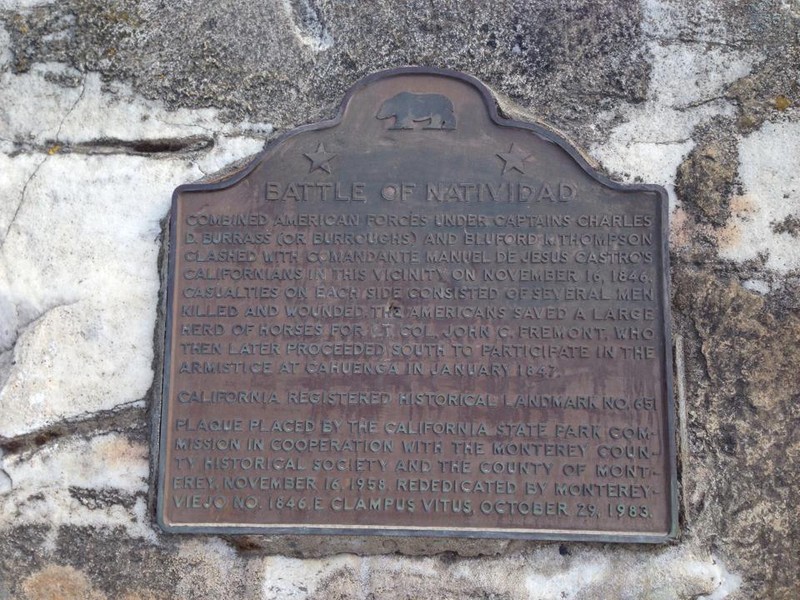 BATTLE OF NATIVIDAD
COMBINED AMERICAN FORCES UNDER CAPTAINS CHARLES
D. BURRASS (OR BURROUGHS) AND BLUFORD K. THOMPSON
CLASHED WITH COMANDANTE MANUEL DE JESUS CASTRO'S
CALIFORNIANS IN THIS VICINITY ON NOVEMBER 16, 1846.
CASUALTIES ON EACH SIDE CONSISTED OF SEVERAL MEN
KILLED AND WOUNDED. THE AMERICANS SAVED A LARGE
HERD OF HORSES FOR LT. COL. JOHN C. FREMONT, WHO
THEN LATER PROCEEDED SOUTH TO PARTICIPATE IN THE
ARMISTICE AT CAHUENGA IN JANUARY 1847.
CALIFORNIA REGISTERED HISTORICAL LANDMARK NO. 651
PLAQUE PLACED BY THE CALIFORNIA STATE PARK COM-
MISSION IN COOPERATION WITH THE MONTEREY COUN-
TY HISTORICAL SOCIETY AND THE COUNTY OF MONT-
EREY, NOVEMBER 16, 1958. REDEDICATED BY MONTEREY-
VIEJO NO. 1846, E CLAMPUS VITUS, OCTOBER 29, 1983.